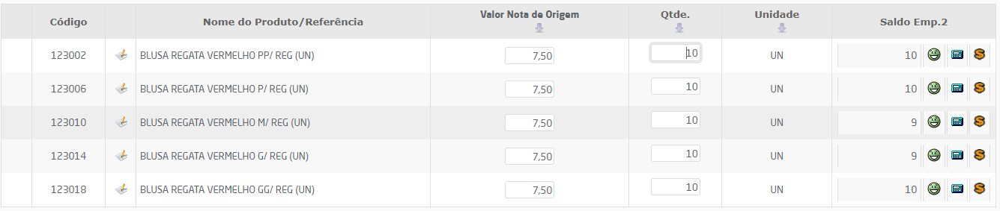 Código Nome do Produto/Referência Valor Nota de Origem Qtde. Unidade Saldo Emp.2
123002 BLUSA REGATA VERMELHO PP/ REG (UN) 7,50 10 UN 10
123006 BLUSA REGATA VERMELHO P/ REG (UN) 7,50 10 UN 10
123010 BLUSA REGATA VERMELHO M/ REG (UN) 7,50 10 UN 9
123014 BLUSA REGATA VERMELHO G/ REG (UN) 7,50 10 UN 9
123018 BLUSA REGATA VERMELHO GG/ REG (UN) 7,50 10 UN 10